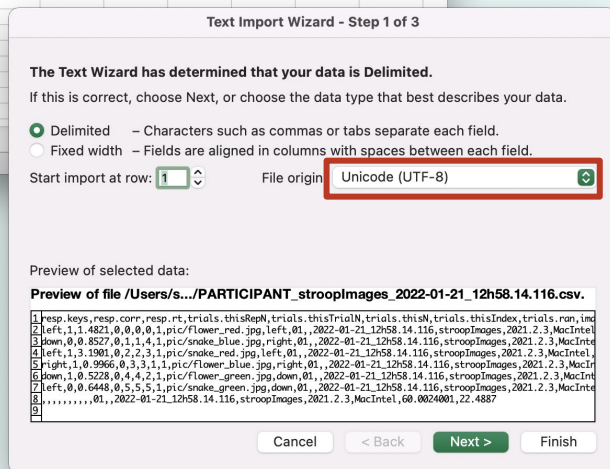 Text Import Wizard - Step 1 of 3
The Text Wizard has determined that your data is Delimited.
If this is correct, choose Next, or choose the data type that best describes your data.
Delimited – Characters such as commas or tabs separate each field.
Fixed width – Fields are aligned in columns with spaces between each field.
Start import at row: 1 File origin Unicode (UTF-8)
Preview of selected data:
Preview of file /Users/s.../PARTICIPANT_stroopImages_2022-01-21_12h58.14.116.csv.
1 resp.keys,resp.corr,resp.rt,trials.thisRepN,trials.thisTrialN,trials.thisN,trials.thisIndex,trials.ran,ima
2 left,1,1.4821,0,0,0,0,1,pic/flower_red.jpg,left,01,,2022-01-21_12h58.14.116,stroopImages,2021.2.3,MacIntel
3 down,0,0.8527,0,1,1,4,1,pic/snake_blue.jpg,right,01,,2022-01-21_12h58.14.116,stroopImages,2021.2.3,MacInte
4 left,1,3.1901,0,2,2,3,1,pic/snake_red.jpg,left,01,,2022-01-21_12h58.14.116,stroopImages,2021.2.3,MacIntel,
5 right,1,0.9966,0,3,3,1,1,pic/flower_blue.jpg,right,01,,2022-01-21_12h58.14.116,stroopImages,2021.2.3,MacIn
6 down,1,0.5228,0,4,4,2,1,pic/flower_green.jpg,down,01,,2022-01-21_12h58.14.116,stroopImages,2021.2.3,MacInt
7 left,0,0.6448,0,5,5,5,1,pic/snake_green.jpg,down,01,,2022-01-21_12h58.14.116,stroopImages,2021.2.3,MacInte
8 ,,,,,,,,,,01,,2022-01-21_12h58.14.116,stroopImages,2021.2.3,MacIntel,60.0024001,22.4887
9
Cancel < Back Next > Finish